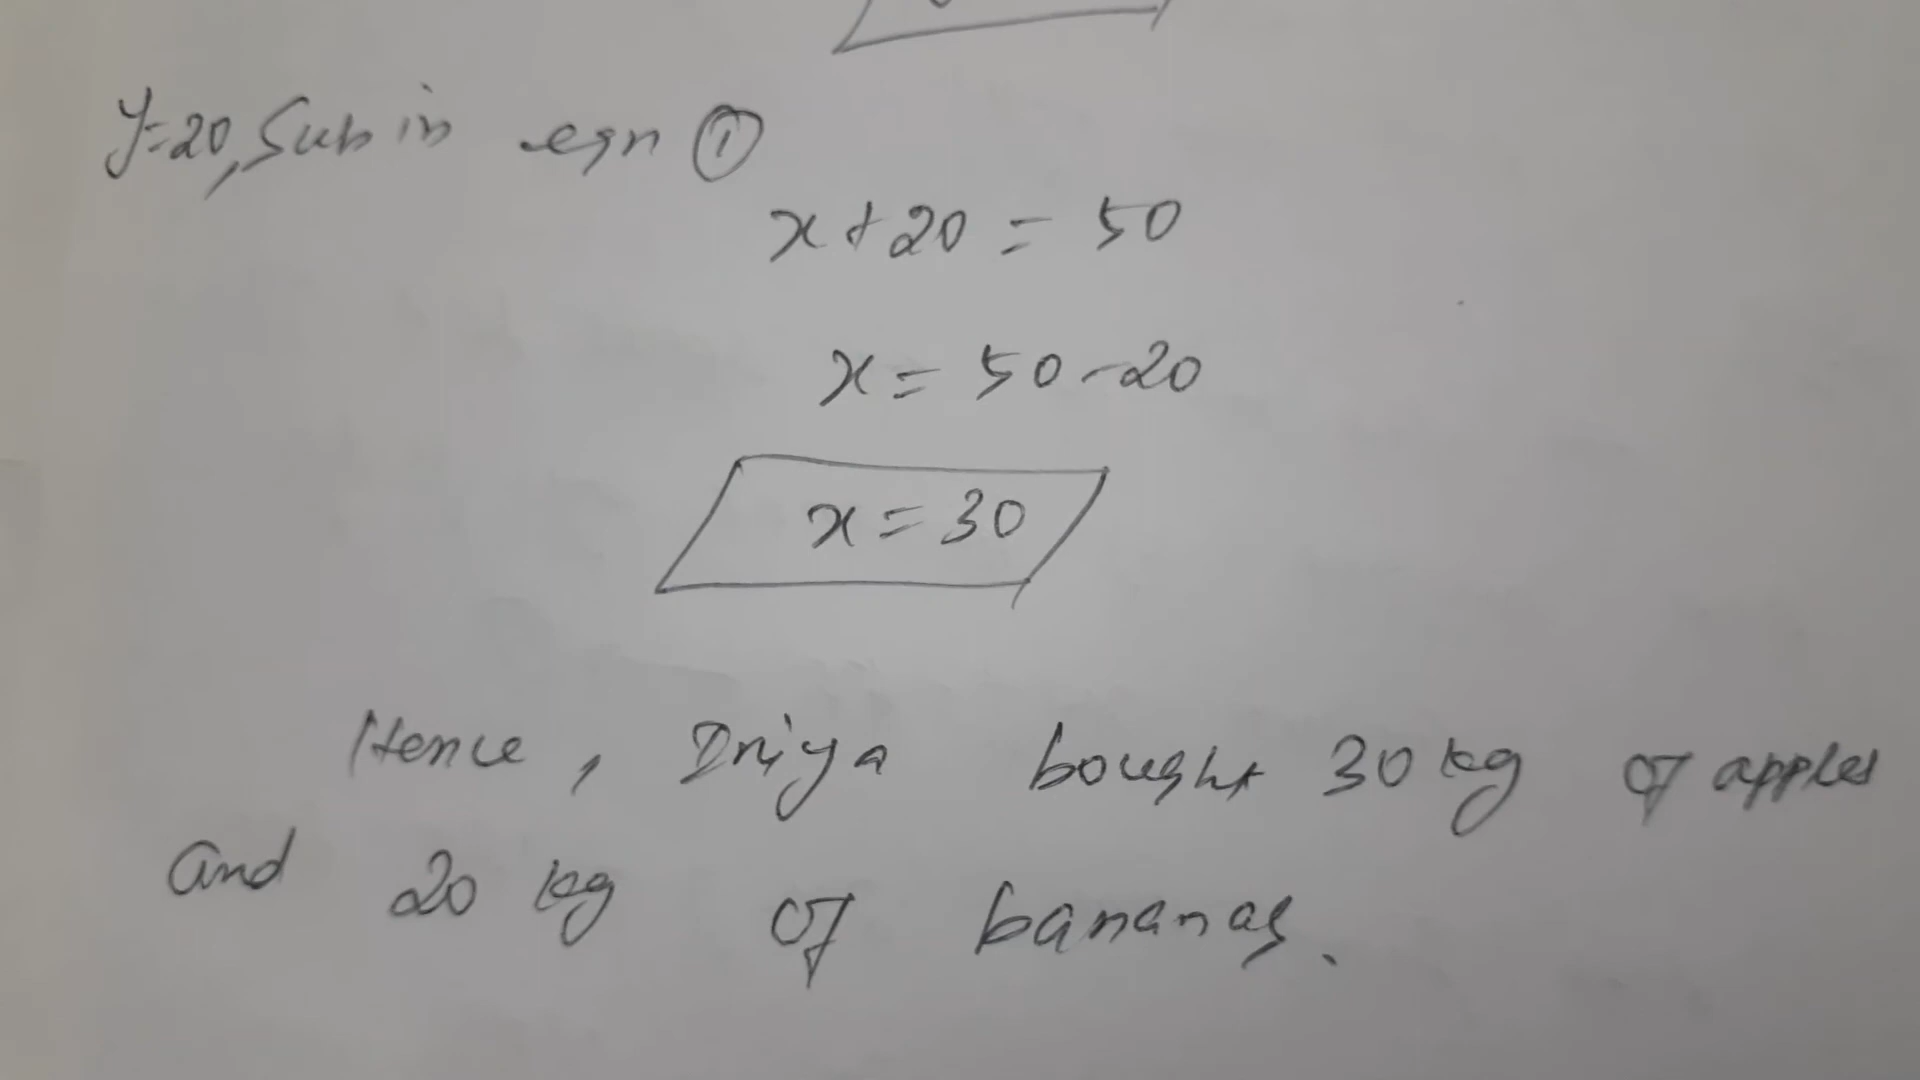 y=20, Sub in eqn ①
x + 20 = 50
x = 50 - 20
x = 30
Hence, Driya bought 30 kg of apples
and 20 kg of bananas.